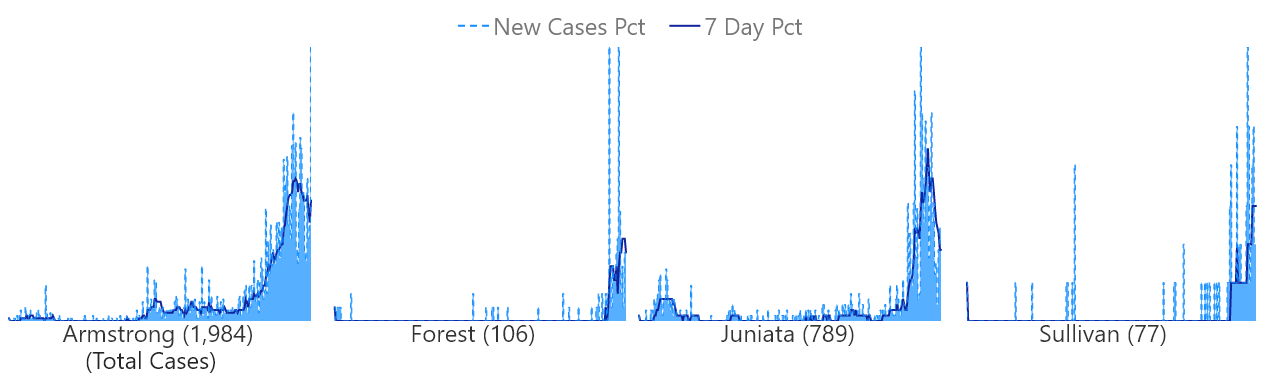 New Cases Pct 7 Day Pct
Armstrong (1,984) Forest (106) Juniata (789) Sullivan (77)
(Total Cases)